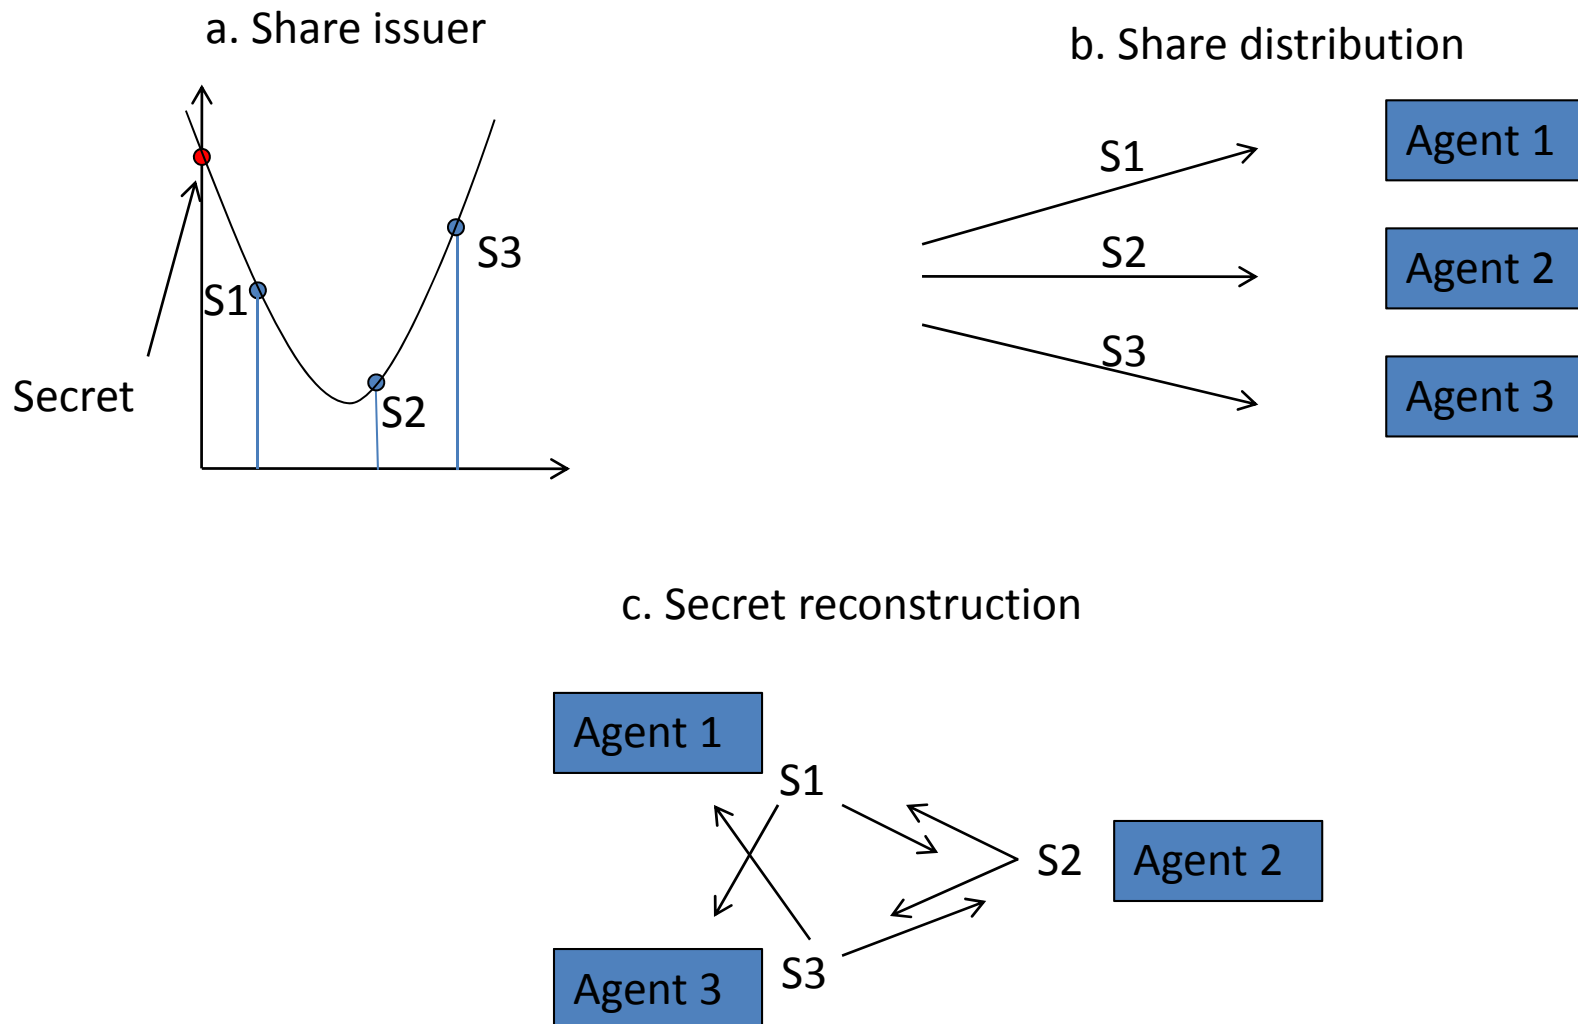 a. Share issuer
S1
S2
S3
Secret
b. Share distribution
S1
S2
S3
Agent 1
Agent 2
Agent 3
c. Secret reconstruction
Agent 1
S1
S2
Agent 2
Agent 3
S3